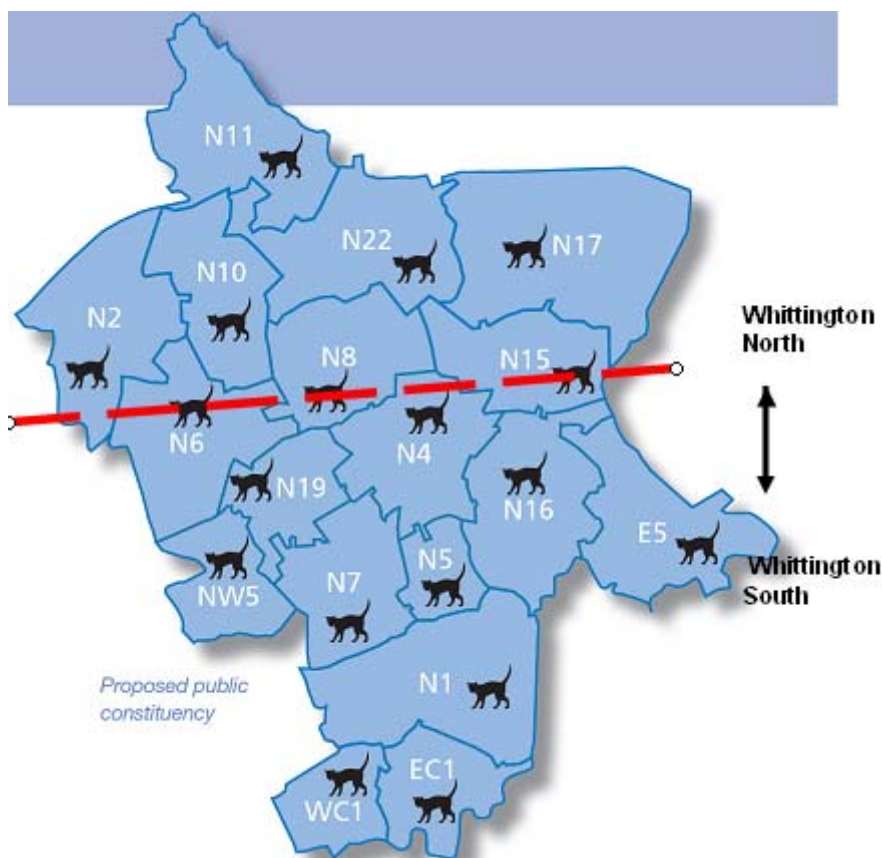 N11
N22
N17
N10
N2
Whittington
North
N8
N15
N6
N4
N19
N16
E5
N5
Whittington
South
N7
NW5
N1
Proposed public
constituency
EC1
WC1